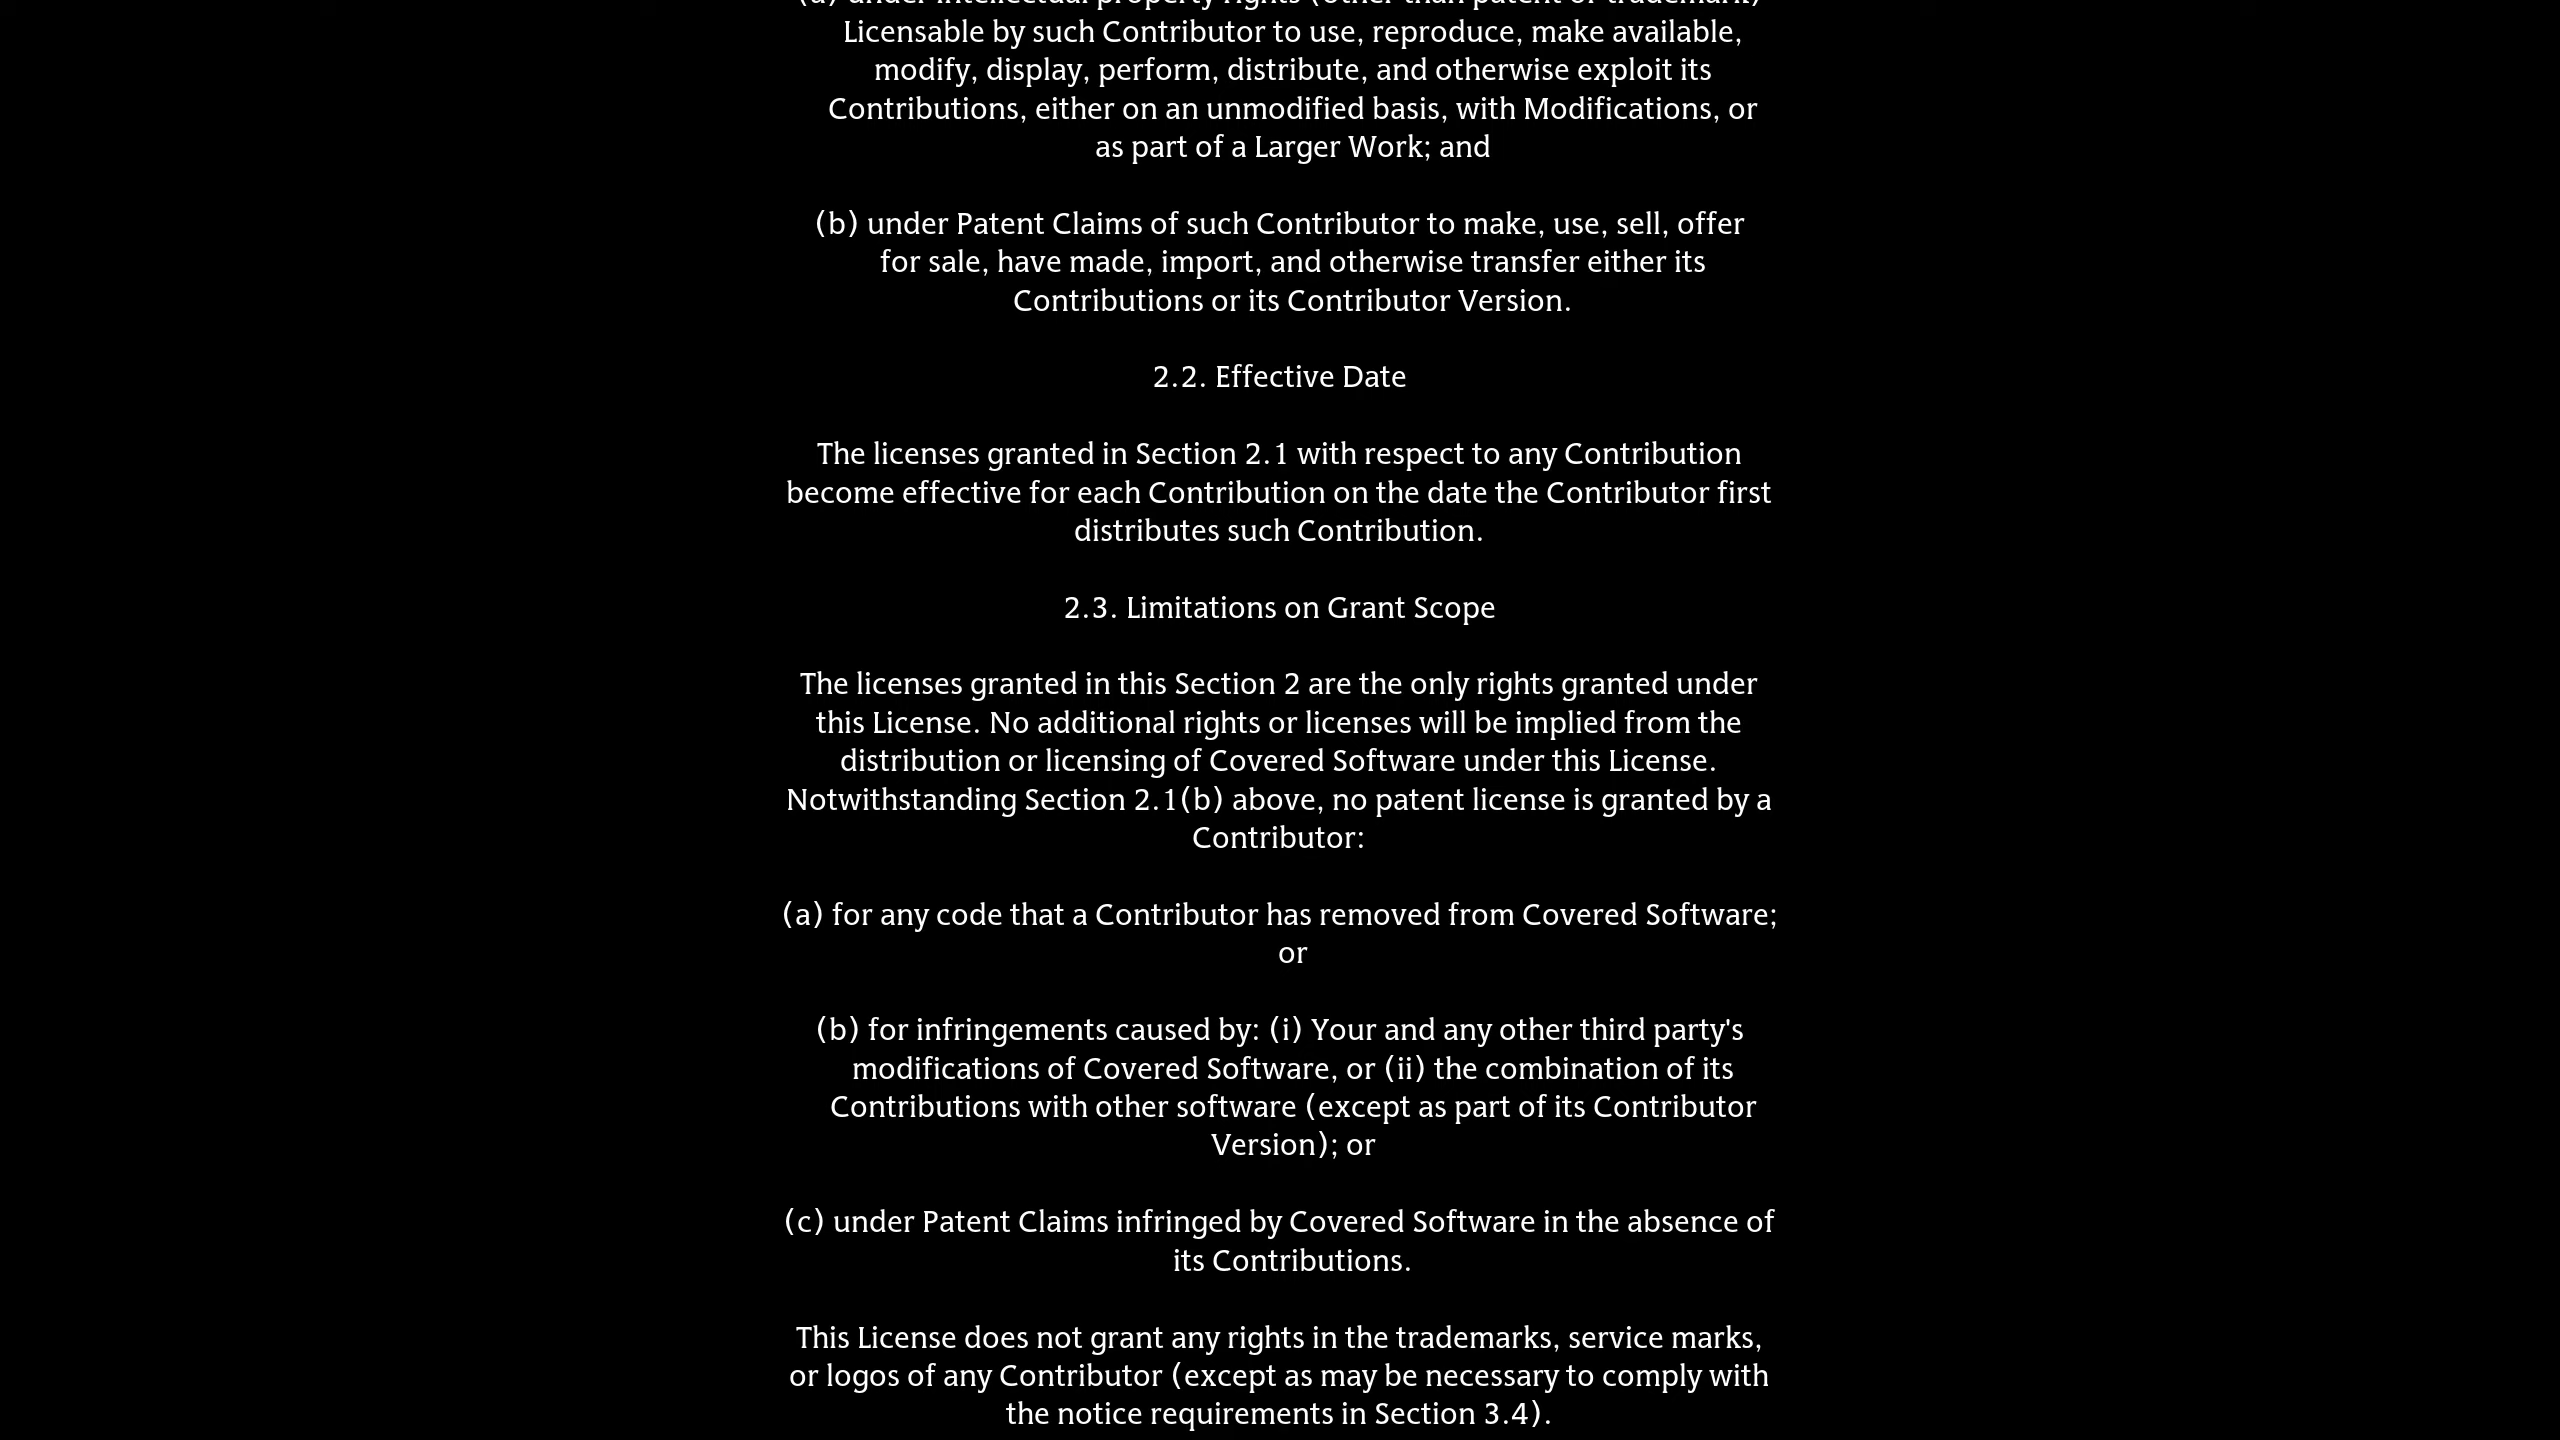 (a) under intellectual property rights (other than patent or trademark)
Licensable by such Contributor to use, reproduce, make available,
modify, display, perform, distribute, and otherwise exploit its
Contributions, either on an unmodified basis, with Modifications, or
as part of a Larger Work; and
(b) under Patent Claims of such Contributor to make, use, sell, offer
for sale, have made, import, and otherwise transfer either its
Contributions or its Contributor Version.
2.2. Effective Date
The licenses granted in Section 2.1 with respect to any Contribution
become effective for each Contribution on the date the Contributor first
distributes such Contribution.
2.3. Limitations on Grant Scope
The licenses granted in this Section 2 are the only rights granted under
this License. No additional rights or licenses will be implied from the
distribution or licensing of Covered Software under this License.
Notwithstanding Section 2.1(b) above, no patent license is granted by a
Contributor:
(a) for any code that a Contributor has removed from Covered Software;
or
(b) for infringements caused by: (i) Your and any other third party's
modifications of Covered Software, or (ii) the combination of its
Contributions with other software (except as part of its Contributor
Version); or
(c) under Patent Claims infringed by Covered Software in the absence of
its Contributions.
This License does not grant any rights in the trademarks, service marks,
or logos of any Contributor (except as may be necessary to comply with
the notice requirements in Section 3.4).